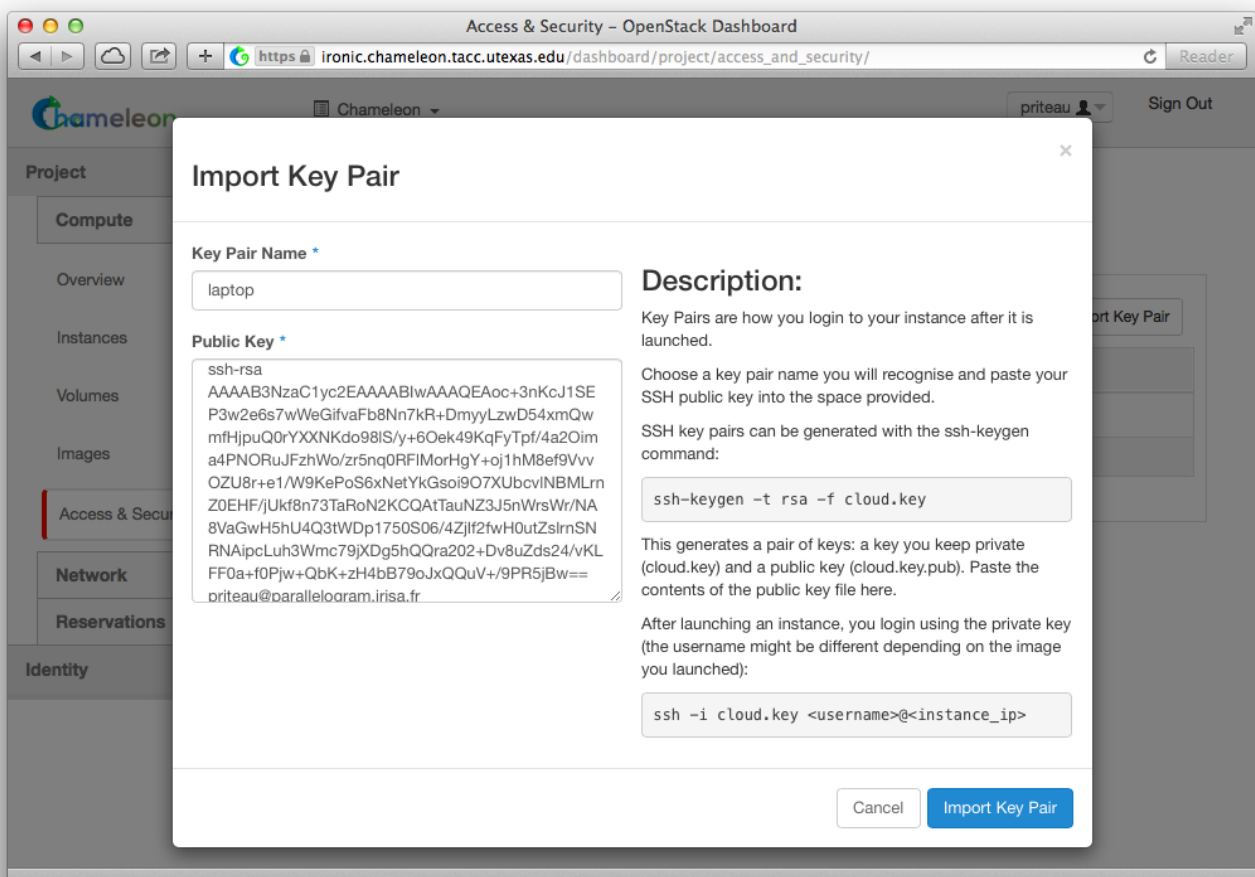 Access & Security – OpenStack Dashboard
https ironic.chameleon.tacc.utexas.edu/dashboard/project/access_and_security/
Reader
Chameleon
Chameleon
priteau
Sign Out
Project
Compute
Overview
Instances
Volumes
Images
Access & Secur
Network
Reservations
Identity
ort Key Pair
Import Key Pair
×
Key Pair Name *
laptop
Public Key *
ssh-rsa
AAAAB3NzaC1yc2EAAAABIwAAAQEAoc+3nKcJ1SE
P3w2e6s7wWeGifvaFb8Nn7kR+DmyyLzwD54xmQw
mfHjpuQ0rYXXNKdo98lS/y+6Oek49KqFyTpf/4a2Oim
a4PNORuJFzhWo/zr5nq0RFlMorHgY+oj1hM8ef9Vvv
OZU8r+e1/W9KePoS6xNetYkGsoi9O7XUbcvlNBMLrn
Z0EHF/jUkf8n73TaRoN2KCQAtTauNZ3J5nWrsWr/NA
8VaGwH5hU4Q3tWDp1750S06/4Zjlf2fwH0utZslrnSN
RNAipcLuh3Wmc79jXDg5hQQra202+Dv8uZds24/vKL
FF0a+f0Pjw+QbK+zH4bB79oJxQQuV+/9PR5jBw==
priteau@parallelogram.irisa.fr
Description:
Key Pairs are how you login to your instance after it is
launched.
Choose a key pair name you will recognise and paste your
SSH public key into the space provided.
SSH key pairs can be generated with the ssh-keygen
command:
ssh-keygen -t rsa -f cloud.key
This generates a pair of keys: a key you keep private
(cloud.key) and a public key (cloud.key.pub). Paste the
contents of the public key file here.
After launching an instance, you login using the private key
(the username might be different depending on the image
you launched):
ssh -i cloud.key <username>@<instance_ip>
Cancel
Import Key Pair